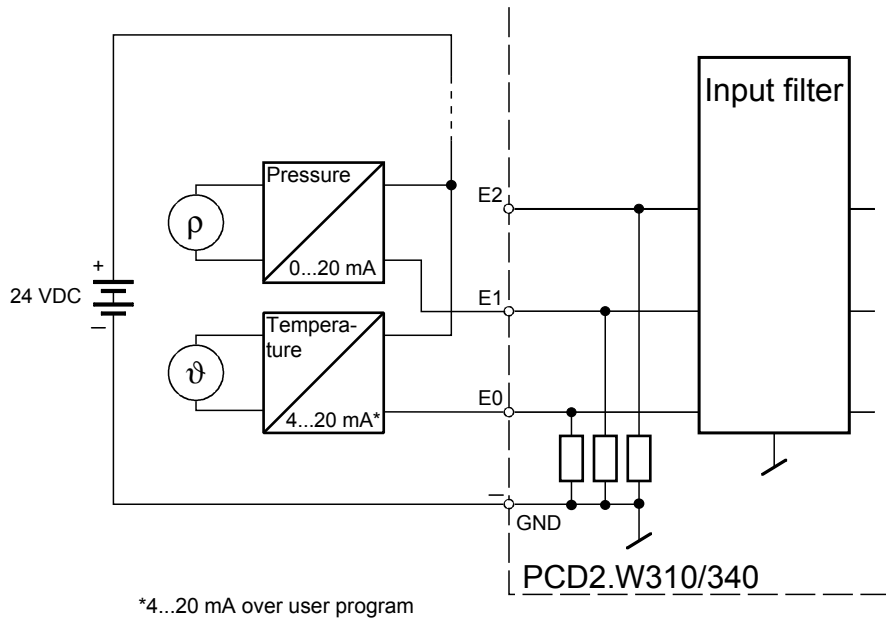 Input filter
Pressure
ρ
0...20 mA
E2
+
24 VDC
–
E1
Tempera-
ture
ϑ
4...20 mA*
E0
–
GND
PCD2.W310/340
*4...20 mA over user program